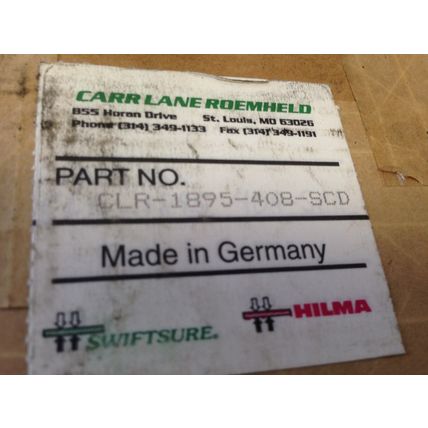 CARR LANE ROEMHELD
855 Horan Drive St. Louis, MO 63026
Phone (314) 349-1133 Fax (314) 349-1191
PART NO.
CLR-1895-408-SCD
Made in Germany
SWIFTSURE®
HILMA